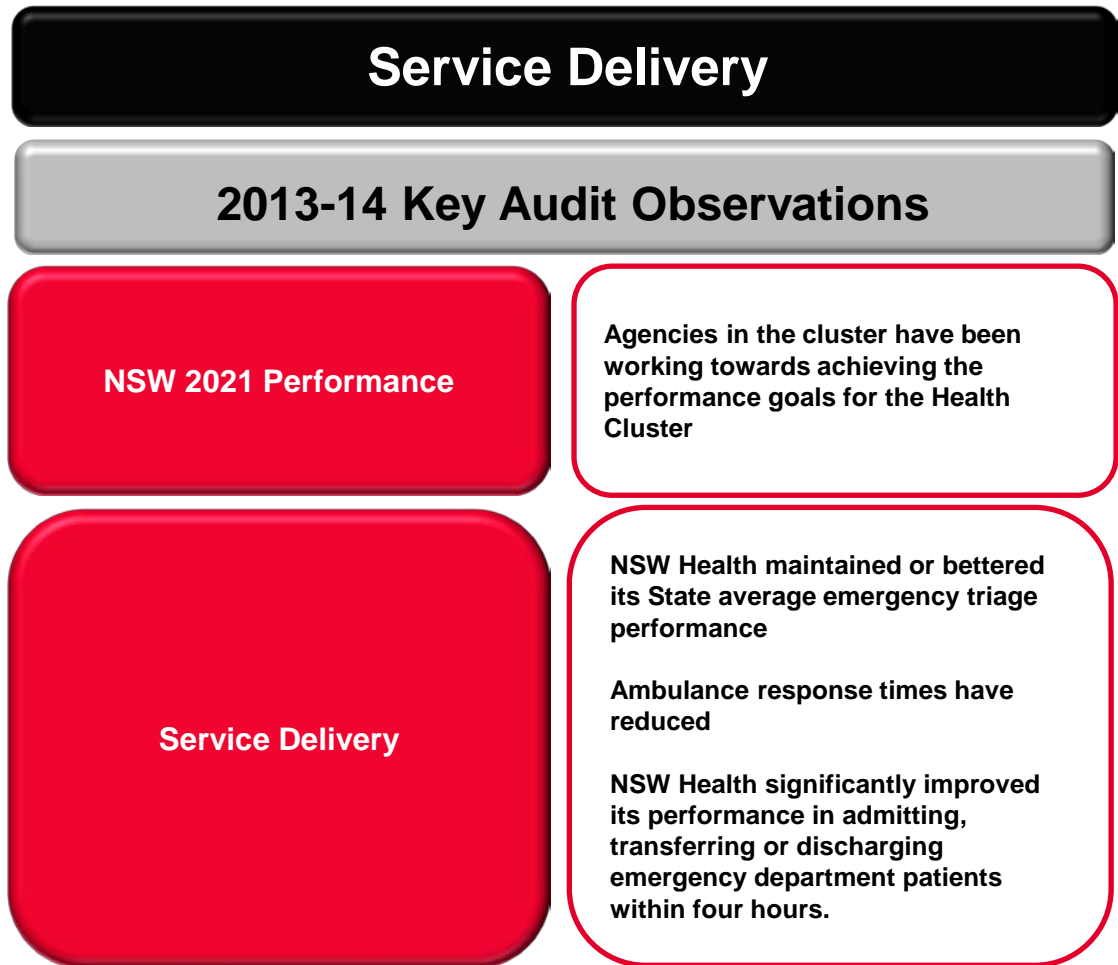 Service Delivery
2013-14 Key Audit Observations
NSW 2021 Performance
Agencies in the cluster have been
working towards achieving the
performance goals for the Health
Cluster
Service Delivery
NSW Health maintained or bettered
its State average emergency triage
performance
Ambulance response times have
reduced
NSW Health significantly improved
its performance in admitting,
transferring or discharging
emergency department patients
within four hours.